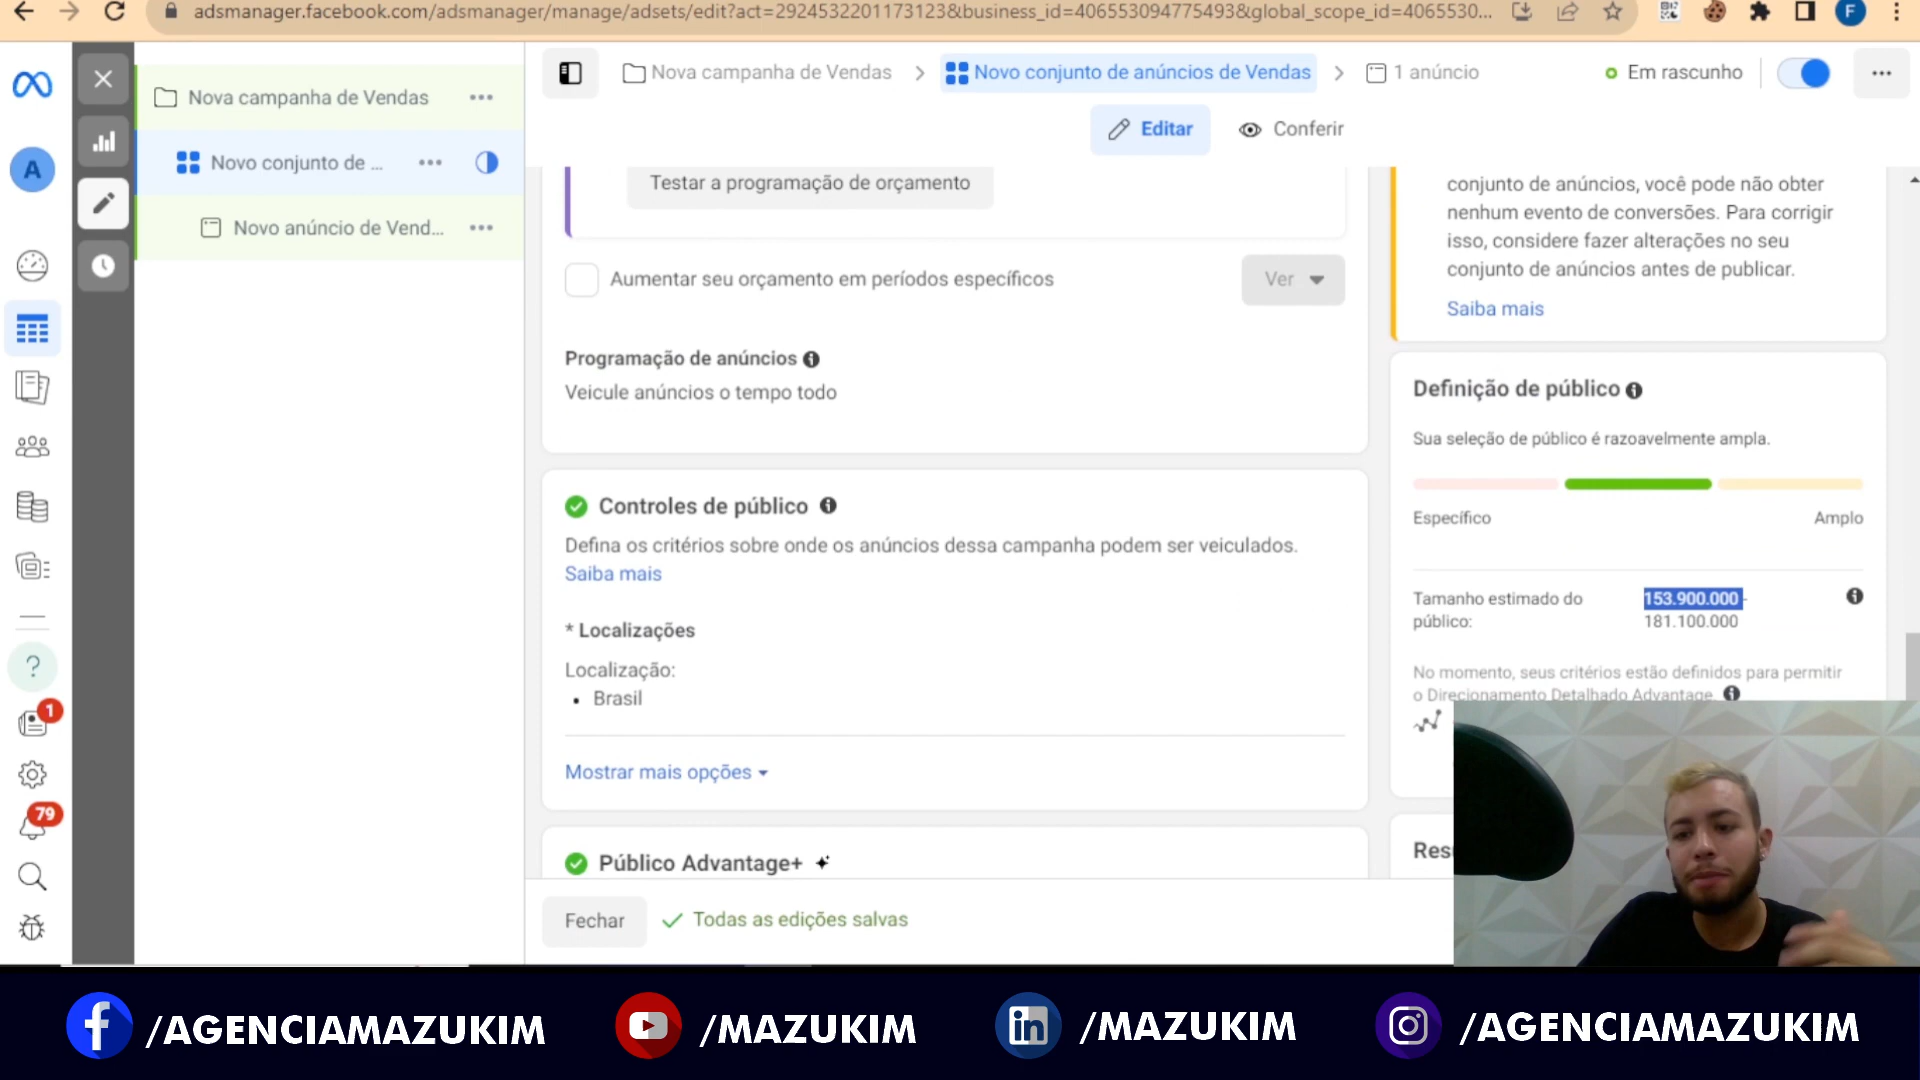 adsmanager.facebook.com/adsmanager/manage/adsets/edit?act=2924532201173123&business_id=406553094775493&global_scope_id=4065530...
F
Nova campanha de Vendas
Novo conjunto de anúncios de Vendas
1 anúncio
Em rascunho
Editar
Conferir
A
Nova campanha de Vendas
Novo conjunto de ...
Novo anúncio de Vend...
1
79
Testar a programação de orçamento
Aumentar seu orçamento em períodos específicos
Ver
Programação de anúncios
Veicule anúncios o tempo todo
Controles de público
Defina os critérios sobre onde os anúncios dessa campanha podem ser veiculados.
Saiba mais
* Localizações
Localização:
• Brasil
Mostrar mais opções
Público Advantage+
Fechar
Todas as edições salvas
conjunto de anúncios, você pode não obter
nenhum evento de conversões. Para corrigir
isso, considere fazer alterações no seu
conjunto de anúncios antes de publicar.
Saiba mais
Definição de público
Sua seleção de público é razoavelmente ampla.
Específico
Amplo
Tamanho estimado do
público:
153.900.000 -
181.100.000
No momento, seus critérios estão definidos para permitir
o Direcionamento Detalhado Advantage.
Res
/AGENCIAMAZUKIM
/MAZUKIM
/MAZUKIM
/AGENCIAMAZUKIM